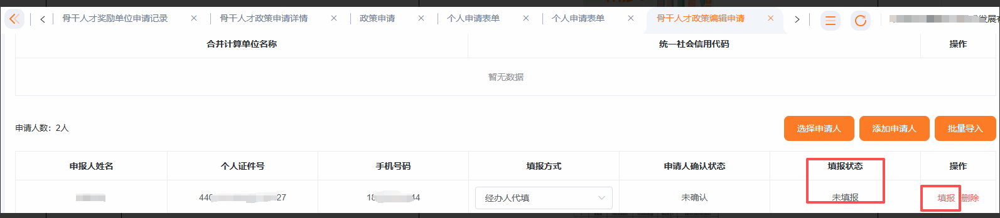 骨干人才奖励单位申请记录 骨干人才政策申请详情 政策申请 个人申请表单 个人申请表单 骨干人才政策编辑申请 发展
合并计算单位名称 统一社会信用代码 操作
暂无数据
申请人数：2人 选择申请人 添加申请人 批量导入
申报人姓名 个人证件号 手机号码 填报方式 申请人确认状态 填报状态 操作
440 27 18 44 经办人代填 未确认 未填报 填报 删除